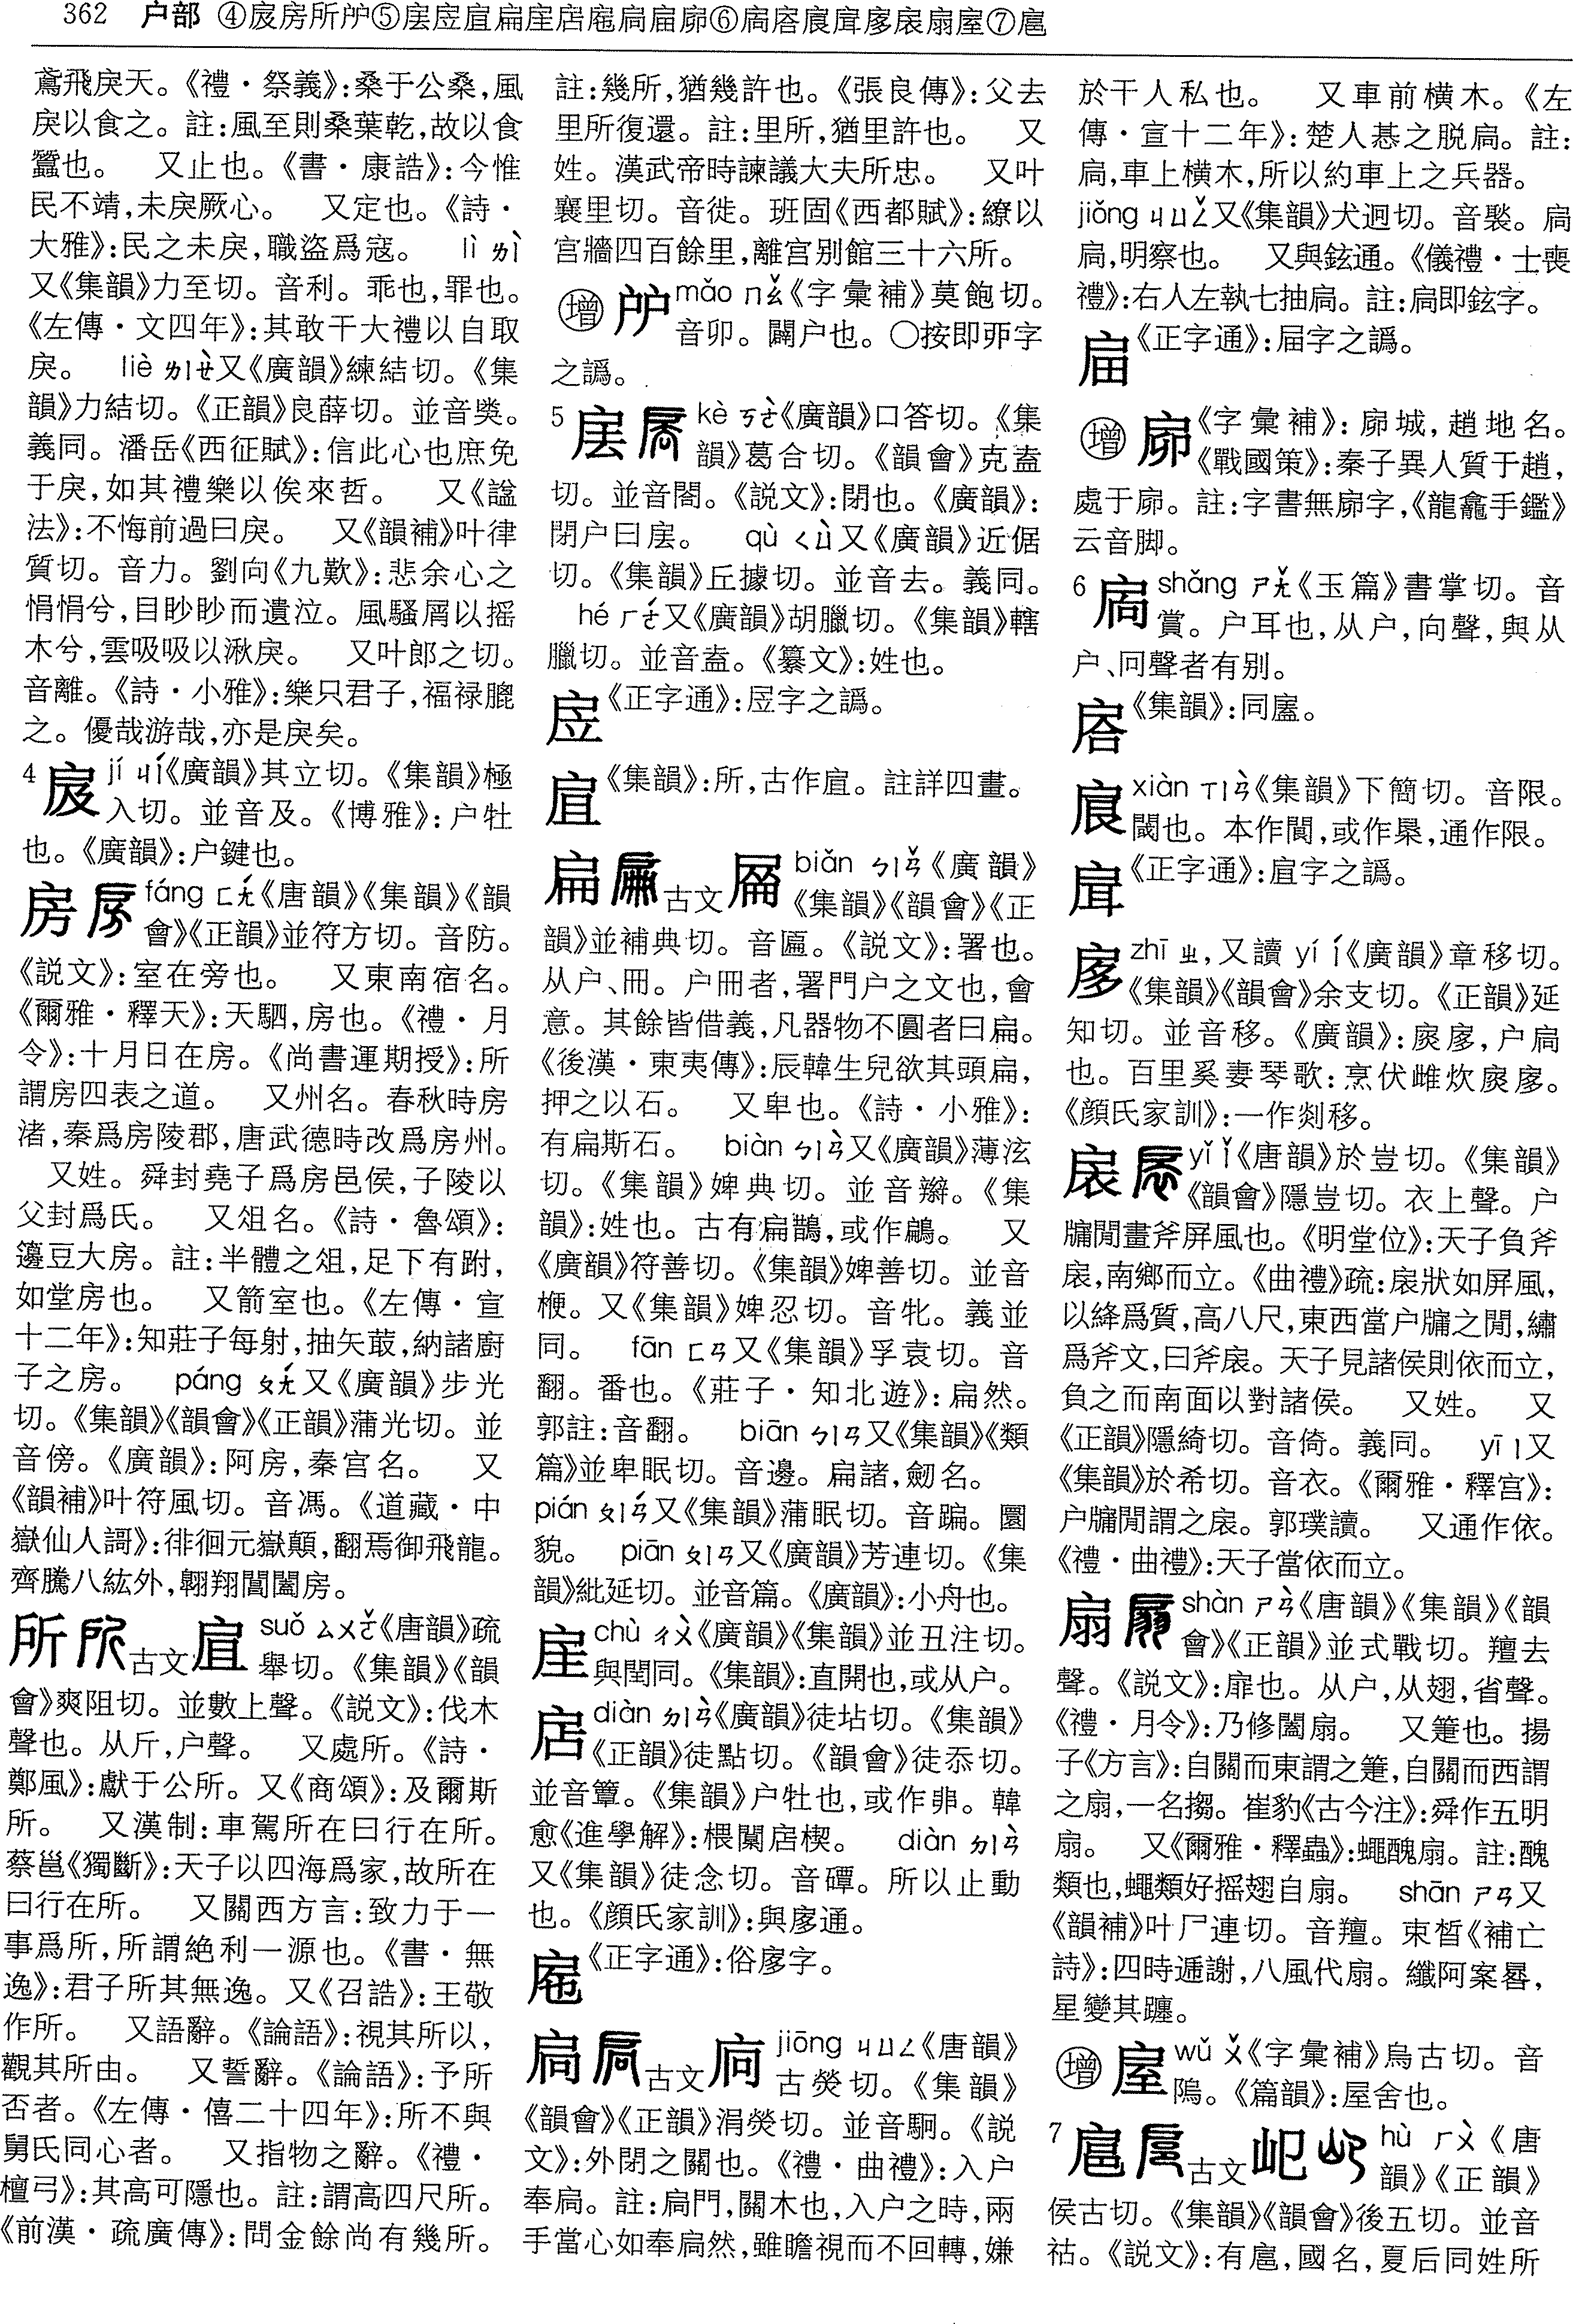 362 户部 ④戺房所戼⑤㧁扂扁扃⑥扆扇⑦扈
鳶飛戾天。《禮·祭義》:桑于公桑,風
戾以食之。註:風至則桑葉乾,故以食
蠶也。 又止也。《書·康誥》:今惟
民不靖,未戾厥心。 又定也。《詩·
大雅》:民之未戾,職盜爲寇。 lì ㄌㄧˋ
又《集韻》力至切。音利。乖也,罪也。
《左傳·文四年》:其敢干大禮以自取
戾。 liè ㄌㄧㄝˋ又《廣韻》練結切。《集
韻》力結切。《正韻》良薛切。並音㚔。
義同。潘岳《西征賦》:信此心也庶免
于戾,如其禮樂以俟來哲。 又《諡
法》:不悔前過曰戾。 又《韻補》叶律
質切。音力。劉向《九歎》:悲余心之
悁悁兮,目眇眇而遺泣。風騷屑以摇
木兮,雲吸吸以湫戾。 又叶郎之切。
音離。《詩·小雅》:樂只君子,福禄膍
之。優哉游哉,亦是戾矣。
4 jí ㄐㄧˊ《廣韻》其立切。《集韻》極
入切。並音及。《博雅》:户牡
也。《廣韻》:户鍵也。
房 fáng ㄈㄤˊ《唐韻》《集韻》《韻
會》《正韻》並符方切。音防。
《説文》:室在旁也。 又東南宿名。
《爾雅·釋天》:天駟,房也。《禮·月
令》:十月日在房。《尚書運期授》:所
謂房四表之道。 又州名。春秋時房
渚,秦爲房陵郡,唐武德時改爲房州。
又姓。舜封堯子爲房邑侯,子陵以
父封爲氏。 又俎名。《詩·魯頌》:
籩豆大房。註:半體之俎,足下有跗,
如堂房也。 又箭室也。《左傳·宣
十二年》:知莊子每射,抽矢菆,納諸廚
子之房。 páng ㄆㄤˊ又《廣韻》步光
切。《集韻》《韻會》《正韻》蒲光切。並
音傍。《廣韻》:阿房,秦宫名。 又
《韻補》叶符風切。音馮。《道藏·中
嶽仙人謌》:徘徊元嶽顛,翻焉御飛龍。
齊騰八紘外,翱翔閶闔房。
所 古文 suǒ ㄙㄨㄛˇ《唐韻》疏
舉切。《集韻》《韻
會》爽阻切。並數上聲。《説文》:伐木
聲也。从斤,户聲。 又處所。《詩·
鄭風》:獻于公所。又《商頌》:及爾斯
所。 又漢制:車駕所在曰行在所。
蔡邕《獨斷》:天子以四海爲家,故所在
曰行在所。 又關西方言:致力于一
事爲所,所謂絶利一源也。《書·無
逸》:君子所其無逸。又《召誥》:王敬
作所。 又語辭。《論語》:視其所以,
觀其所由。 又誓辭。《論語》:予所
否者。《左傳·僖二十四年》:所不與
舅氏同心者。 又指物之辭。《禮·
檀弓》:其高可隱也。註:謂高四尺所。
《前漢·疏廣傳》:問金餘尚有幾所。
註:幾所,猶幾許也。《張良傳》:父去
里所復還。註:里所,猶里許也。 又
姓。漢武帝時諫議大夫所忠。 又叶
襄里切。音徙。班固《西都賦》:繚以
宫牆四百餘里,離宫别館三十六所。
增 戼 mǎo ㄇㄠˇ《字彙補》莫飽切。
音卯。闢户也。○按即丣字
之譌。
5 㧁 kè ㄎㄜˋ《廣韻》口答切。《集
韻》葛合切。《韻會》克盍
切。並音閤。《説文》:閉也。《廣韻》:
閉户曰㧁。 qù ㄑㄩˋ又《廣韻》近倨
切。《集韻》丘據切。並音去。義同。
hé ㄏㄜˊ又《廣韻》胡臘切。《集韻》轄
臘切。並音盍。《纂文》:姓也。
《正字通》:字之譌。
《集韻》:所,古作。註詳四畫。
扁 古文 biǎn ㄅㄧㄢˇ《廣韻》
《集韻》《韻會》《正
韻》並補典切。音匾。《説文》:署也。
从户、冊。户冊者,署門户之文也,會
意。其餘皆借義,凡器物不圓者曰扁。
《後漢·東夷傳》:辰韓生兒欲其頭扁,
押之以石。 又卑也。《詩·小雅》:
有扁斯石。 biàn ㄅㄧㄢˋ又《廣韻》薄泫
切。《集韻》婢典切。並音辮。《集
韻》:姓也。古有扁鵲,或作鶣。 又
《廣韻》符善切。《集韻》婢善切。並音
楩。又《集韻》婢忍切。音牝。義並
同。 fān ㄈㄢ又《集韻》孚袁切。音
翻。番也。《莊子·知北遊》:扁然。
郭註:音翻。 biān ㄅㄧㄢ又《集韻》《類
篇》並卑眠切。音邊。扁諸,劒名。
pián ㄆㄧㄢˊ又《集韻》蒲眠切。音蹁。圜
貌。 piān ㄆㄧㄢ又《廣韻》芳連切。《集
韻》紕延切。並音篇。《廣韻》:小舟也。
chù ㄔㄨˋ《廣韻》《集韻》並丑注切。
與閏同。《集韻》:直開也,或从户。
扂 diàn ㄉㄧㄢˋ《廣韻》徒坫切。《集韻》
《正韻》徒點切。《韻會》徒忝切。
並音簟。《集韻》户牡也,或作㸃。韓
愈《進學解》:椳闑扂楔。 diàn ㄉㄧㄢˋ
又《集韻》徒念切。音磹。所以止動
也。《顔氏家訓》:與扅通。
《正字通》:俗扅字。
扃 古文 jiōng ㄐㄩㄥ《唐韻》
古熒切。《集韻》
《韻會》《正韻》涓熒切。並音駉。《説
文》:外閉之關也。《禮·曲禮》:入户
奉扃。註:扃門,關木也,入户之時,兩
手當心如奉扃然,雖瞻視而不回轉,嫌
於干人私也。 又車前横木。《左
傳·宣十二年》:楚人惎之脱扃。註:
扃,車上横木,所以約車上之兵器。
jiǒng ㄐㄩㄥˇ又《集韻》犬迥切。音褧。扃
扃,明察也。 又與鉉通。《儀禮·士喪
禮》:右人左執七抽扃。註:扃即鉉字。
《正字通》:届字之譌。
增 《字彙補》:城,趙地名。
《戰國策》:秦子異人質于趙,
處于。註:字書無字,《龍龕手鑑》
云音脚。
6 shǎng ㄕㄤˇ《玉篇》書掌切。音
賞。户耳也,从户,向聲,與从
户、冋聲者有别。
《集韻》:同㢚。
xiàn ㄒㄧㄢˋ《集韻》下簡切。音限。
閾也。本作䦘,或作㮓,通作限。
《正字通》:字之譌。
扅 zhī ㄓ,又讀 yí ㄧˊ《廣韻》章移切。
《集韻》《韻會》余支切。《正韻》延
知切。並音移。《廣韻》:扊扅,户扃
也。百里奚妻琴歌:烹伏雌炊扊扅。
《顔氏家訓》:一作剡移。
扆 yǐ ㄧˇ《唐韻》於豈切。《集韻》
《韻會》隱豈切。衣上聲。户
牖閒畫斧屏風也。《明堂位》:天子負斧
扆,南鄉而立。《曲禮》疏:扆狀如屏風,
以絳爲質,高八尺,東西當户牖之閒,繡
爲斧文,曰斧扆。天子見諸侯則依而立,
負之而南面以對諸侯。 又姓。 又
《正韻》隱綺切。音倚。義同。 yī ㄧ又
《集韻》於希切。音衣。《爾雅·釋宫》:
户牖閒謂之扆。郭璞讀。 又通作依。
《禮·曲禮》:天子當依而立。
扇 shàn ㄕㄢˋ《唐韻》《集韻》《韻
會》《正韻》並式戰切。羶去
聲。《説文》:扉也。从户,从翅,省聲。
《禮·月令》:乃修闔扇。 又箑也。揚
子《方言》:自關而東謂之箑,自關而西謂
之扇,一名㨨。崔豹《古今注》:舜作五明
扇。 又《爾雅·釋蟲》:蠅醜扇。註:醜
類也,蠅類好摇翅自扇。 shān ㄕㄢ又
《韻補》叶尸連切。音羶。束晳《補亡
詩》:四時遞謝,八風代扇。纖阿案晷,
星變其躔。
增 wǔ ㄨˇ《字彙補》烏古切。音
隖。《篇韻》:屋舍也。
7 扈 古文 hù ㄏㄨˋ《唐
韻》《正韻》
侯古切。《集韻》《韻會》後五切。並音
祜。《説文》:有扈,國名,夏后同姓所